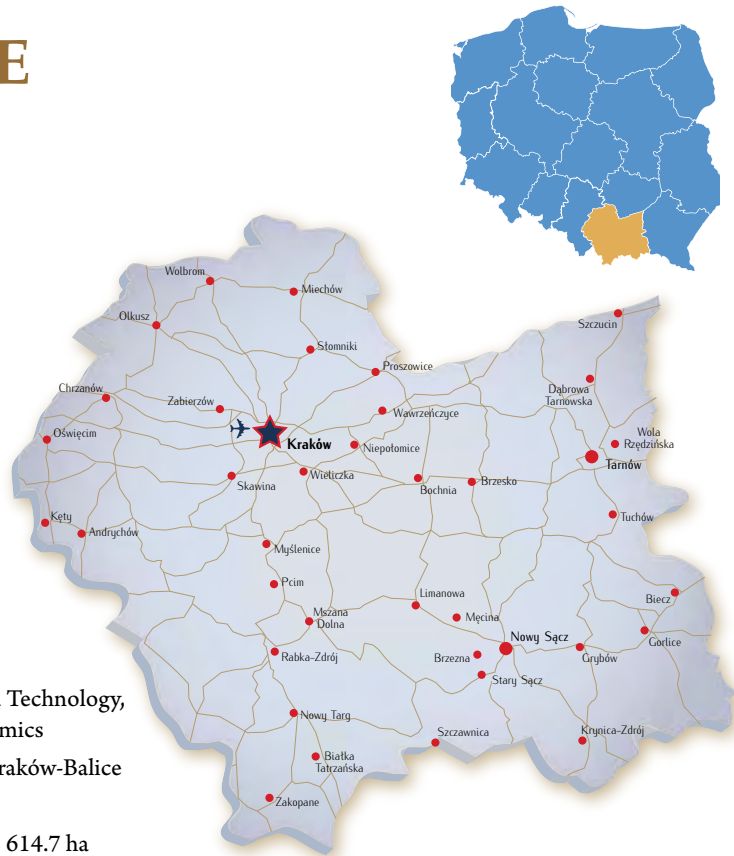 E
Wolbrom
Miechów
Olkusz
Szczucin
Słomniki
Proszowice
Chrzanów
Zabierzów
Dąbrowa
Tarnowska
Wawrzeńczyce
Oświęcim
Kraków
Niepołomice
Wola
Rzędzińska
Tarnów
Skawina
Wieliczka
Bochnia
Brzesko
Kęty
Andrychów
Tuchów
Myślenice
Pcim
Limanowa
Biecz
Mszana
Dolna
Męcina
Nowy Sącz
Gorlice
Rabka-Zdrój
Brzezna
Grybów
Stary Sącz
Technology,
mics
Nowy Targ
Szczawnica
Krynica-Zdrój
raków-Balice
Białka
Tatrzańska
Zakopane
614.7 ha